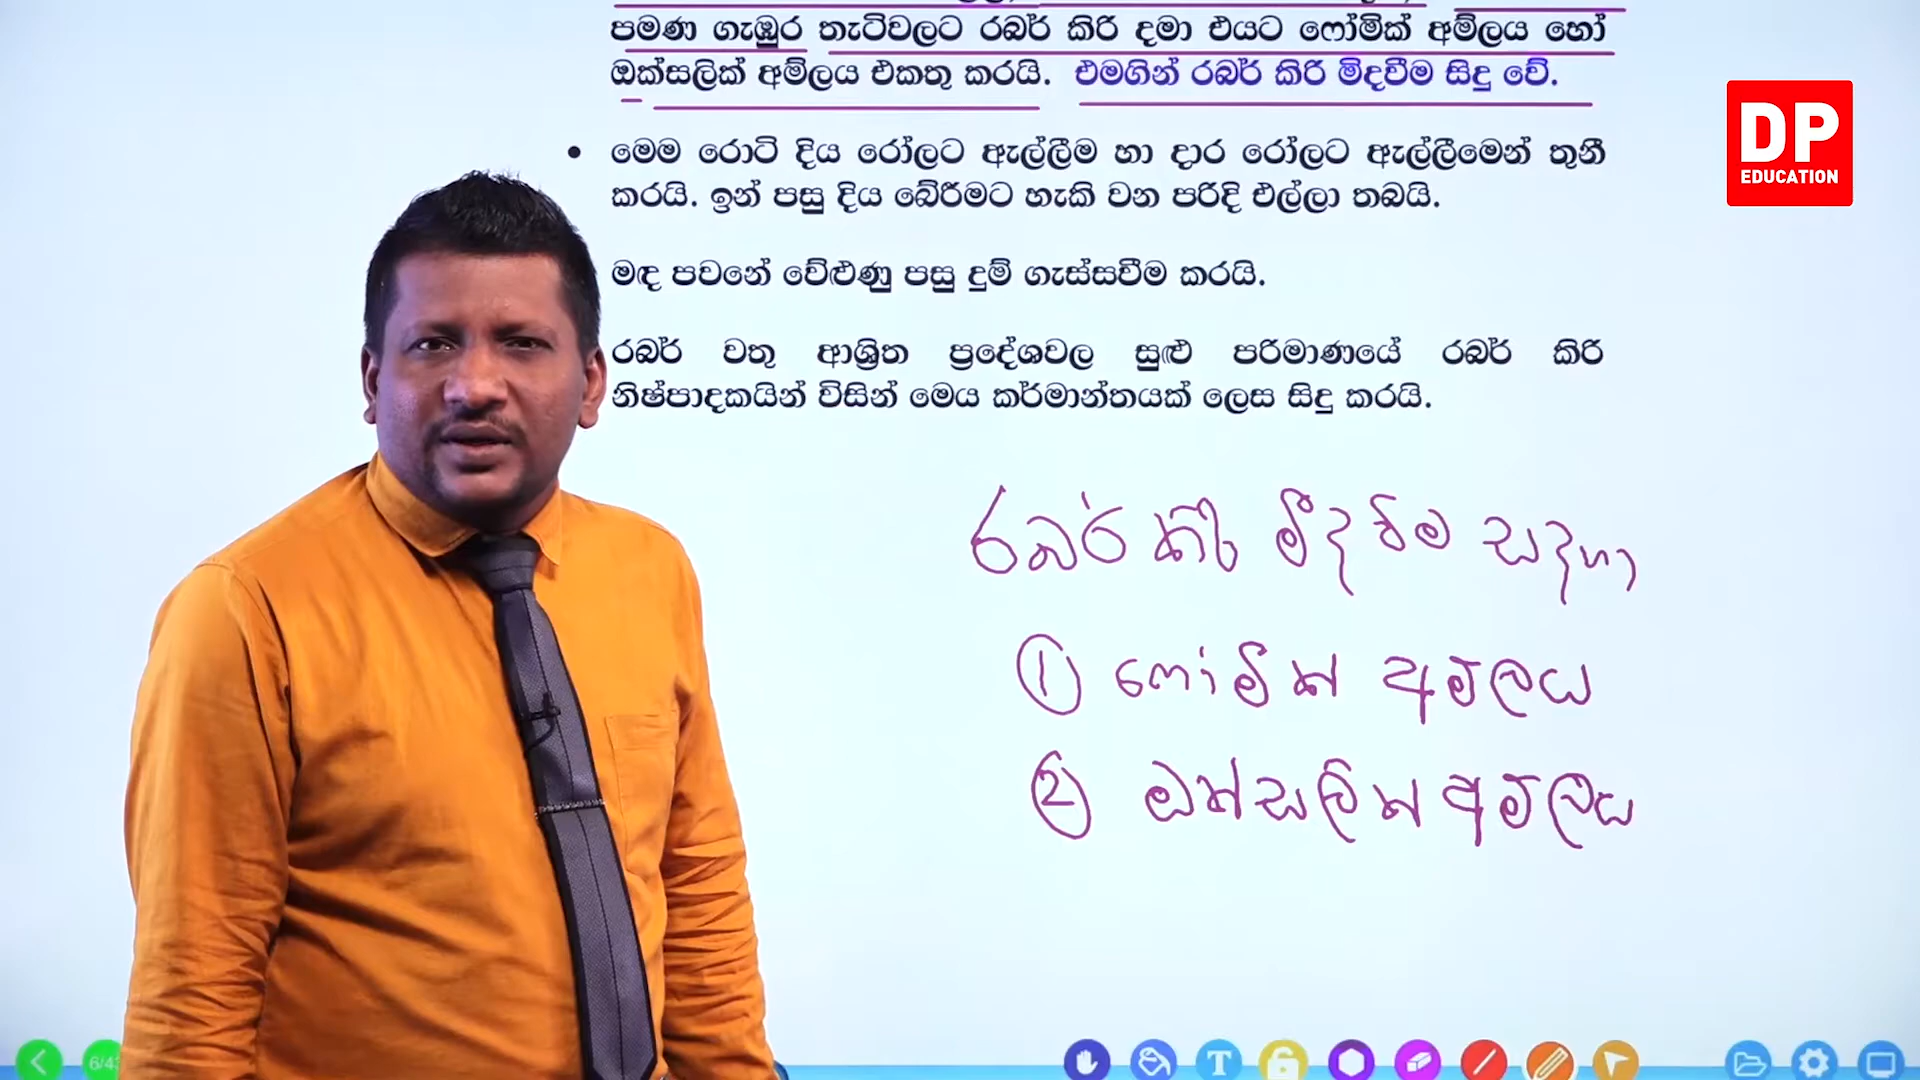 පමණ ගැඹුර තැටිවලට රබර් කිරි දමා එයට ෆෝමික් අම්ලය හෝ
ඔක්සලික් අම්ලය එකතු කරයි. එමගින් රබර් කිරි මිදවීම සිදු වේ.
• මෙම රොටි දිය රෝලට ඇල්ලීම හා දාර රෝලට ඇල්ලීමෙන් තුනී
කරයි. ඉන් පසු දිය බේරීමට හැකි වන පරිදි එල්ලා තබයි.
මඳ පවනේ වේළුණු පසු දුම් ගැස්සවීම කරයි.
රබර් වතු ආශ්‍රිත ප්‍රදේශවල සුළු පරිමාණයේ රබර් කිරි
නිෂ්පාදකයින් විසින් මෙය කර්මාන්තයක් ලෙස සිදු කරයි.
රබර් කිරි මිදවීම සදහා
① ෆෝමික් අම්ලය
② ඔක්සලික් අම්ලය
DP
EDUCATION